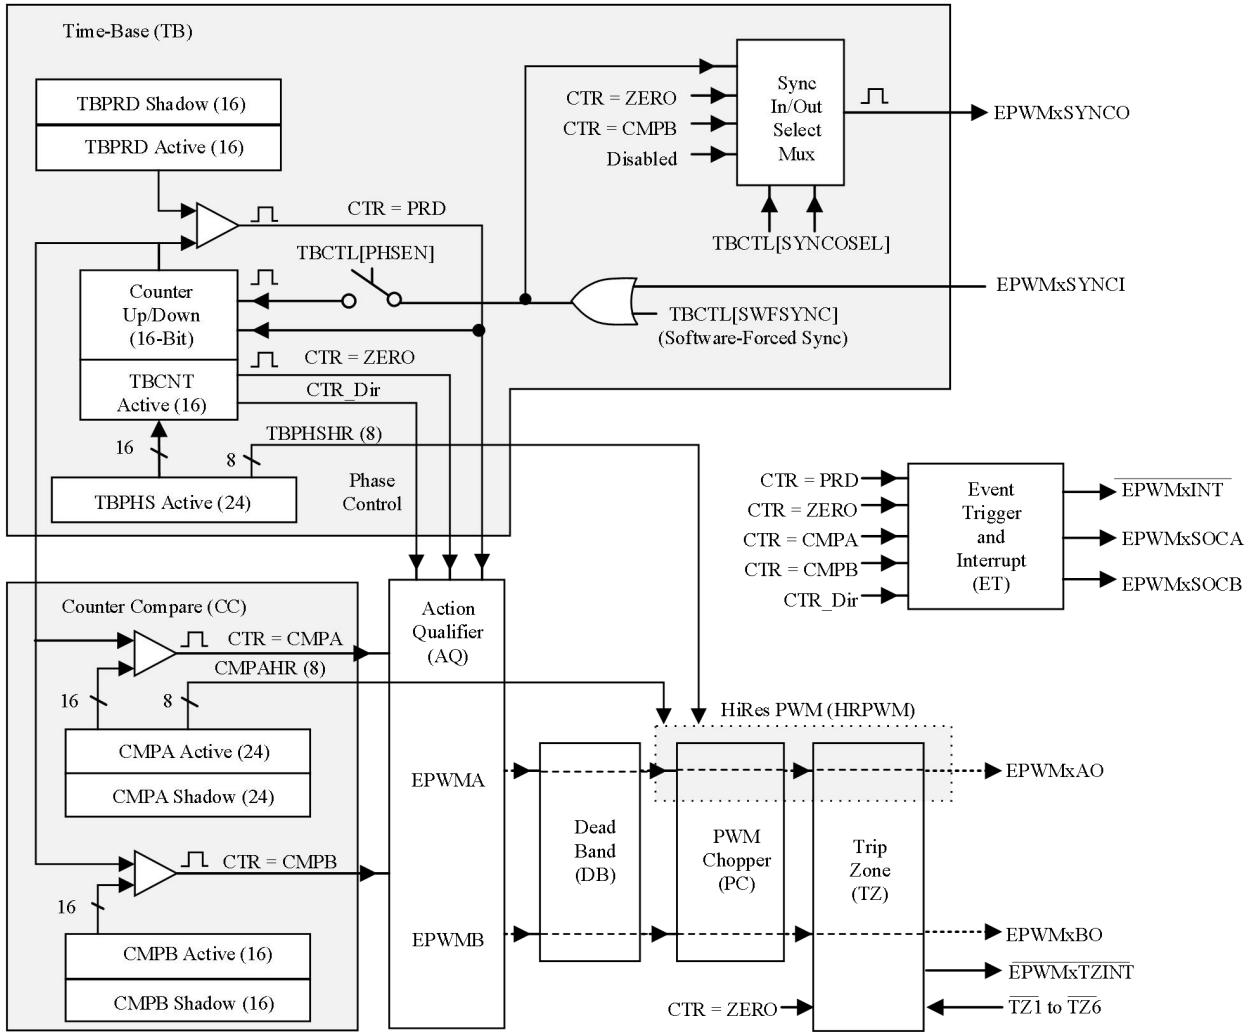 Time-Base (TB)
TBPRD Shadow (16)
TBPRD Active (16)
CTR = PRD
TBCTL[PHSEN]
Counter
Up/Down
(16-Bit)
CTR = ZERO
TBCNT
Active (16)
CTR_Dir
16
8
TBPHSHR (8)
TBPHS Active (24)
Phase
Control
CTR = ZERO
CTR = CMPB
Disabled
Sync
In/Out
Select
Mux
TBCTL[SYNCOSEL]
EPWMxSYNCO
EPWMxSYNCI
TBCTL[SWFSYNC]
(Software-Forced Sync)
CTR = PRD
CTR = ZERO
CTR = CMPA
CTR = CMPB
CTR_Dir
Event
Trigger
and
Interrupt
(ET)
EPWMxINT
EPWMxSOCA
EPWMxSOCB
Counter Compare (CC)
CTR = CMPA
CMPAHR (8)
16
8
CMPA Active (24)
CMPA Shadow (24)
CTR = CMPB
16
CMPB Active (16)
CMPB Shadow (16)
Action
Qualifier
(AQ)
EPWMA
EPWMB
HiRes PWM (HRPWM)
Dead
Band
(DB)
PWM
Chopper
(PC)
Trip
Zone
(TZ)
CTR = ZERO
EPWMxAO
EPWMxBO
EPWMxTZINT
TZ1 to TZ6